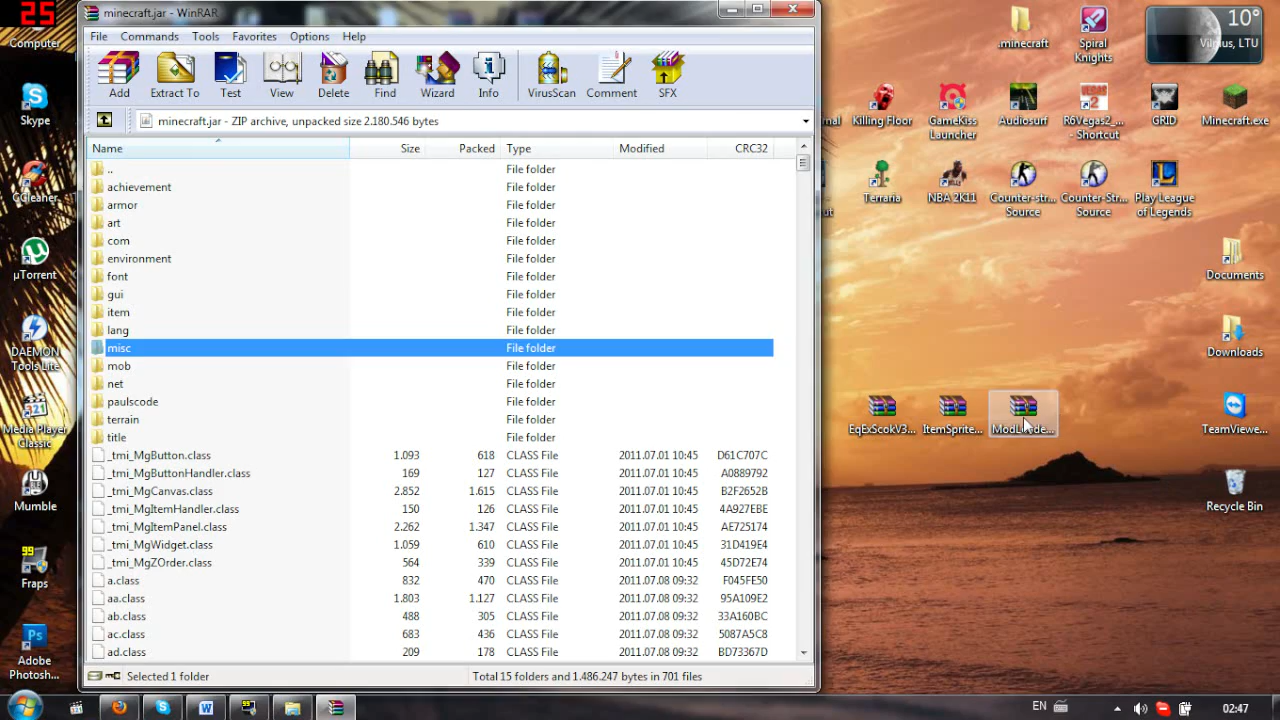 25
Computer
Skype
CCleaner
µTorrent
DAEMON
Tools Lite
321
Media Player
Classic
Mumble
99
Fraps
Ps
Adobe
Photosh...
minecraft.jar - WinRAR
File Commands Tools Favorites Options Help
Add Extract To Test View Delete Find Wizard Info VirusScan Comment SFX
minecraft.jar - ZIP archive, unpacked size 2.180.546 bytes
Name Size Packed Type Modified CRC32
.. File folder
achievement File folder
armor File folder
art File folder
com File folder
environment File folder
font File folder
gui File folder
item File folder
lang File folder
misc File folder
mob File folder
net File folder
paulscode File folder
terrain File folder
title File folder
_tmi_MgButton.class 1.093 618 CLASS File 2011.07.01 10:45 D61C707C
_tmi_MgButtonHandler.class 169 127 CLASS File 2011.07.01 10:45 A0889792
_tmi_MgCanvas.class 2.852 1.615 CLASS File 2011.07.01 10:45 B2F2652B
_tmi_MgItemHandler.class 150 126 CLASS File 2011.07.01 10:45 4A927EBE
_tmi_MgItemPanel.class 2.262 1.347 CLASS File 2011.07.01 10:45 AE725174
_tmi_MgWidget.class 1.059 610 CLASS File 2011.07.01 10:45 31D419E4
_tmi_MgZOrder.class 564 339 CLASS File 2011.07.01 10:45 45D72E74
a.class 832 470 CLASS File 2011.07.08 09:32 F045FE50
aa.class 1.803 1.127 CLASS File 2011.07.08 09:32 95A109E2
ab.class 488 305 CLASS File 2011.07.08 09:32 33A160BC
ac.class 683 436 CLASS File 2011.07.08 09:32 5087A5C8
ad.class 209 178 CLASS File 2011.07.08 09:32 BD73367D
Selected 1 folder Total 15 folders and 1.486.247 bytes in 701 files
.minecraft
Spiral
Knights
10°
Vilnius, LTU
Killing Floor
GameKiss
Launcher
Audiosurf
R6Vegas2_...
- Shortcut
GRID
Minecraft.exe
Terraria
NBA 2K11
Counter-str...
Source
Counter-Str...
Source
Play League
of Legends
Documents
Downloads
EqExScokV3...
ItemSprite...
TeamViewe...
Recycle Bin
EN
02:47